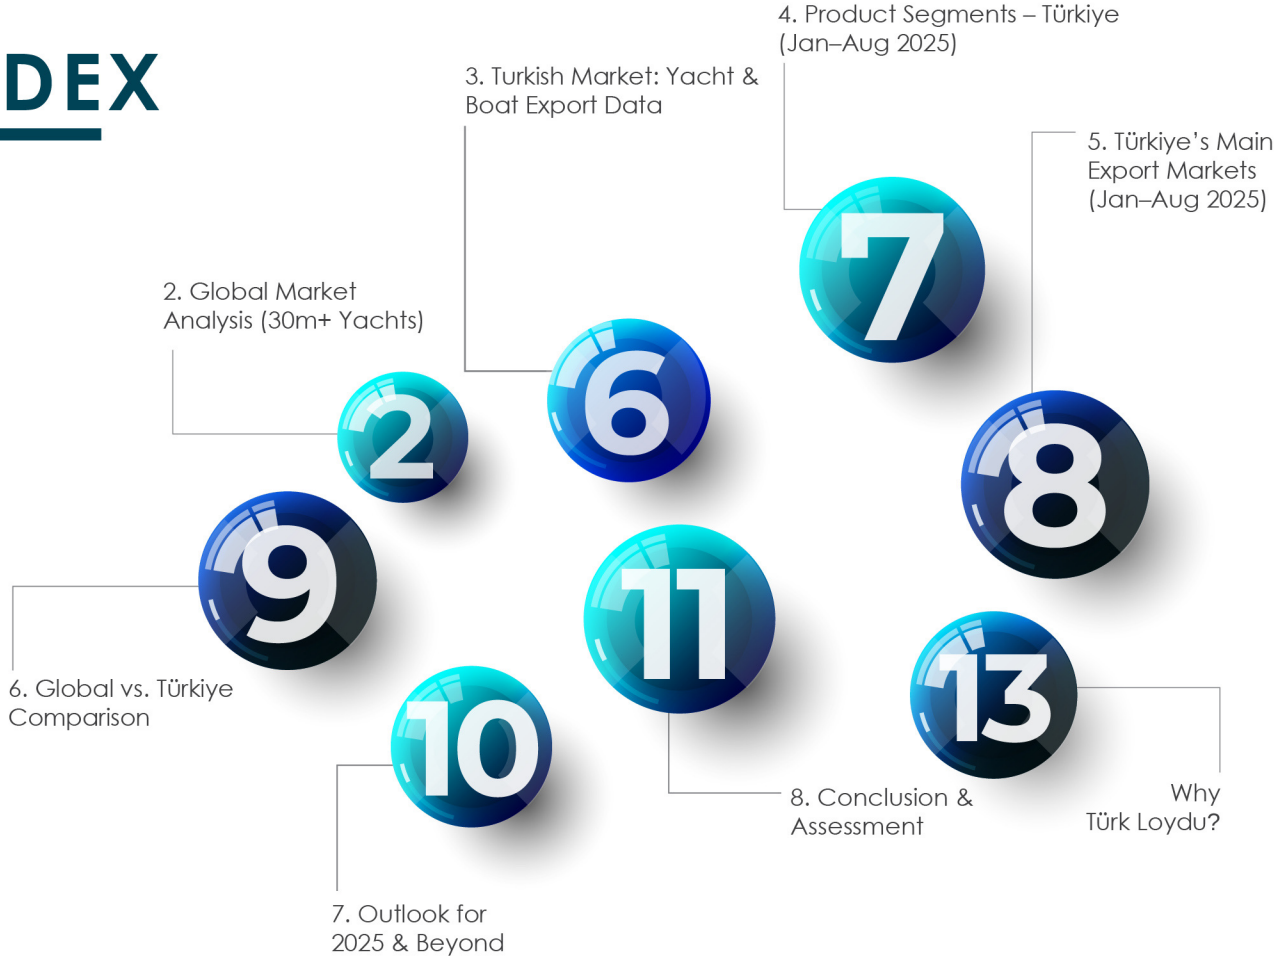 DEX
4. Product Segments – Türkiye
(Jan–Aug 2025)
3. Turkish Market: Yacht &
Boat Export Data
5. Türkiye’s Main
Export Markets
(Jan–Aug 2025)
7
2. Global Market
Analysis (30m+ Yachts)
6
2
8
9
11
13
6. Global vs. Türkiye
Comparison
10
8. Conclusion &
Assessment
Why
Türk Loydu?
7. Outlook for
2025 & Beyond